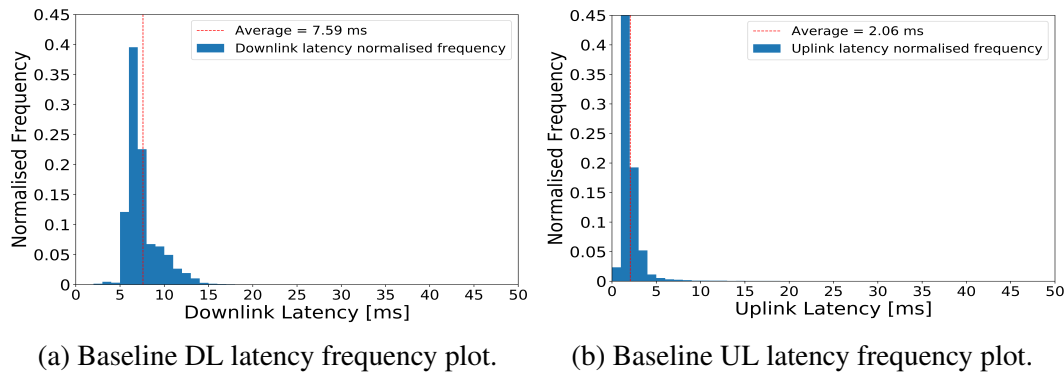 0.45
0.4
0.35
0.3
0.25
0.2
0.15
0.1
0.05
0
Normalised Frequency
Average = 7.59 ms
Downlink latency normalised frequency
0 5 10 15 20 25 30 35 40 45 50
Downlink Latency [ms]
(a) Baseline DL latency frequency plot.
0.45
0.4
0.35
0.3
0.25
0.2
0.15
0.1
0.05
0
Normalised Frequency
Average = 2.06 ms
Uplink latency normalised frequency
0 5 10 15 20 25 30 35 40 45 50
Uplink Latency [ms]
(b) Baseline UL latency frequency plot.